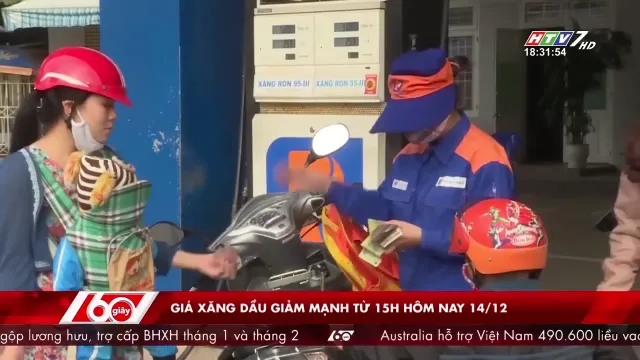 HTV7 HD
18:31:54
XĂNG RON 95-III
XĂNG RON 95-III
60 giây
GIÁ XĂNG DẦU GIẢM MẠNH TỪ 15H HÔM NAY 14/12
gộp lương hưu, trợ cấp BHXH tháng 1 và tháng 2
60
Australia hỗ trợ Việt Nam 490.600 liều va